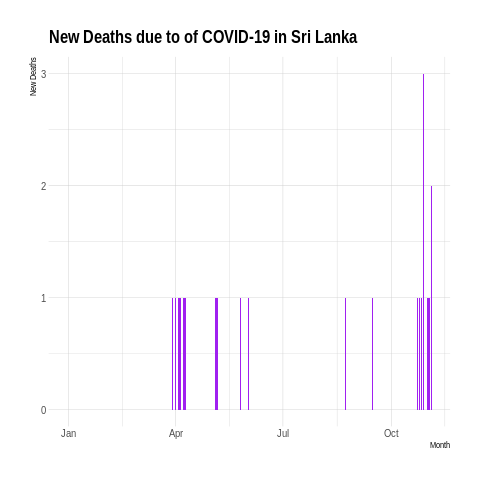 New Deaths due to of COVID-19 in Sri Lanka
New Deaths
3
2
1
0
Jan Apr Jul Oct
Month